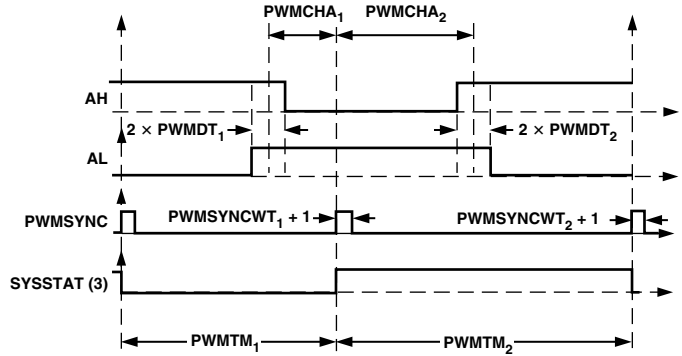 PWMCHA1 PWMCHA2
AH
2 × PWMDT1 2 × PWMDT2
AL
PWMSYNC PWMSYNCWT1 + 1 PWMSYNCWT2 + 1
SYSSTAT (3)
PWMTM1 PWMTM2